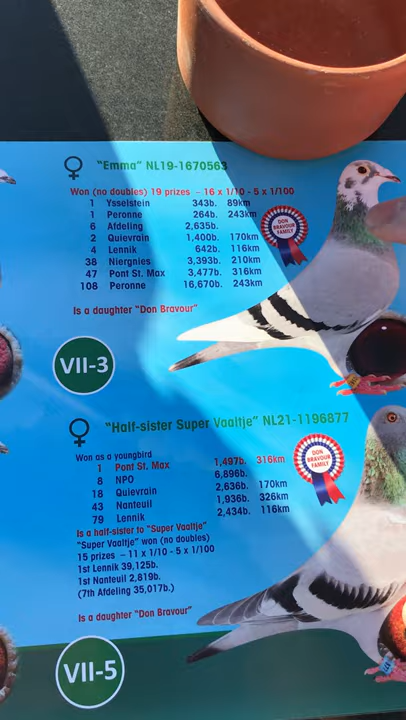 ♀ "Emma" NL19-1670563
Won (no doubles) 19 prizes – 16 x 1/10 - 5 x 1/100
1 Ysselstein 343b. 89km
1 Peronne 264b. 243km
6 Afdeling 2,635b.
2 Quievrain 1,400b. 170km
4 Lennik 642b. 116km
38 Niergnies 3,393b. 210km
47 Pont St. Max 3,477b. 316km
108 Peronne 16,670b. 243km
DON BRAVOUR FAMILY
Is a daughter "Don Bravour"
VII-3
♀ "Half-sister Super Vaaltje" NL21-1196877
Won as a youngbird
1 Pont St. Max 1,497b. 316km
8 NPO 6,896b.
18 Quievrain 2,636b. 170km
43 Nanteuil 1,936b. 326km
79 Lennik 2,434b. 116km
DON BRAVOUR FAMILY
Is a half-sister to "Super Vaaltje"
"Super Vaaltje" won (no doubles)
15 prizes – 11 x 1/10 - 5 x 1/100
1st Lennik 39,125b.
1st Nanteuil 2,819b.
(7th Afdeling 35,017b.)
Is a daughter "Don Bravour"
VII-5